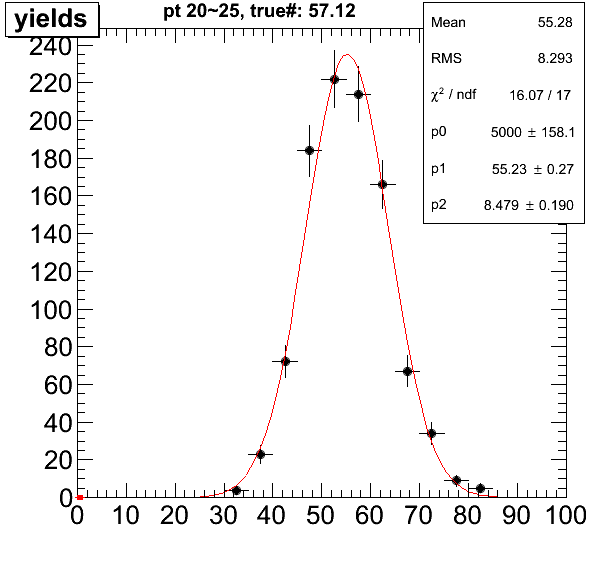 yields
pt 20~25, true#: 57.12
Mean 55.28
RMS 8.293
χ² / ndf 16.07 / 17
p0 5000 ± 158.1
p1 55.23 ± 0.27
p2 8.479 ± 0.190
240
220
200
180
160
140
120
100
80
60
40
20
0
0 10 20 30 40 50 60 70 80 90 100